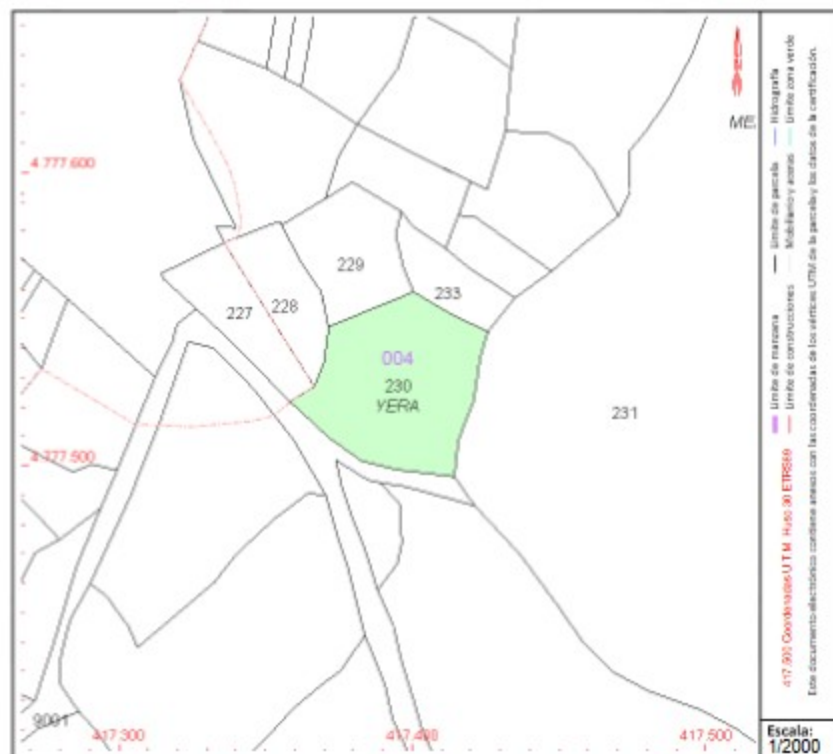 ME.
4.777.600
229
233
227
228
004
230
YERA
231
4.777.500
9001
417.300
417.400
417.500
Hidrografía
Límite zona verde
Límite de parcela
Mobiliario y aceras
Límite de manzana
Límite de construcciones
417.500 Coordenadas U.T.M. Huso 30 ETRS89
Este documento electrónico contiene anexos con las coordenadas de los vértices UTM de la parcela y los datos de la certificación.
Escala:
1/2000